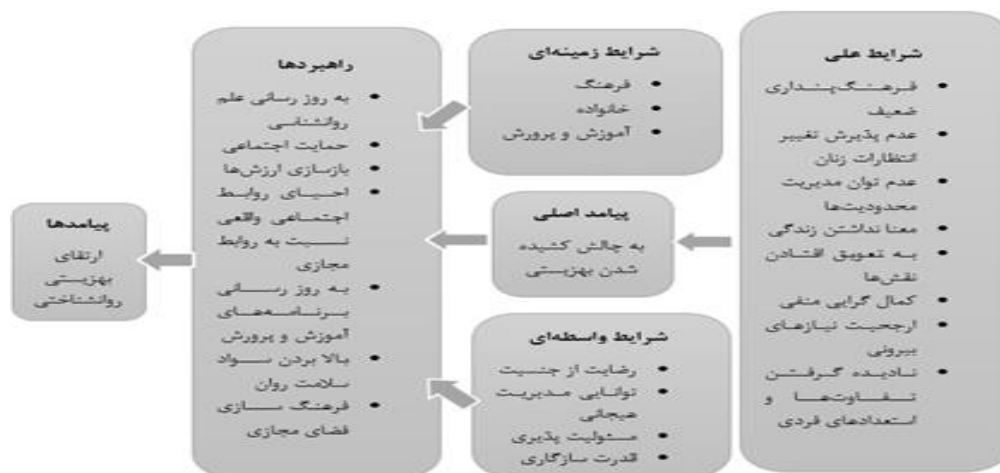 شرایط علی
فرهنگ‌پنداری
ضعیف
عدم پذیرش تغییر
انتظارات زنان
عدم توان مدیریت
محدودیت‌ها
معنا نداشتن زندگی
به تعویق افتادن
نقش‌ها
کمال گرایی منفی
ارجحیت نیازهای
بیرونی
نادیده گرفتن
تفاوت‌ها و
استعدادهای فردی
شرایط زمینه‌ای
فرهنگ
خانواده
آموزش و پرورش
پیامد اصلی
به چالش کشیده
شدن بهزیستی
شرایط واسطه‌ای
رضایت از جنسیت
توانایی مدیریت
هیجانی
مسئولیت پذیری
قدرت سازگاری
راهبردها
به روز رسانی علم
روانشناسی
حمایت اجتماعی
بازسازی ارزش‌ها
احیای روابط
اجتماعی واقعی
نسبت به روابط
مجازی
به روز رسانی
برنامه‌های
آموزش و پرورش
بالا بردن سواد
سلامت روان
فرهنگ سازی
فضای مجازی
پیامدها
ارتقای
بهزیستی
روانشناختی